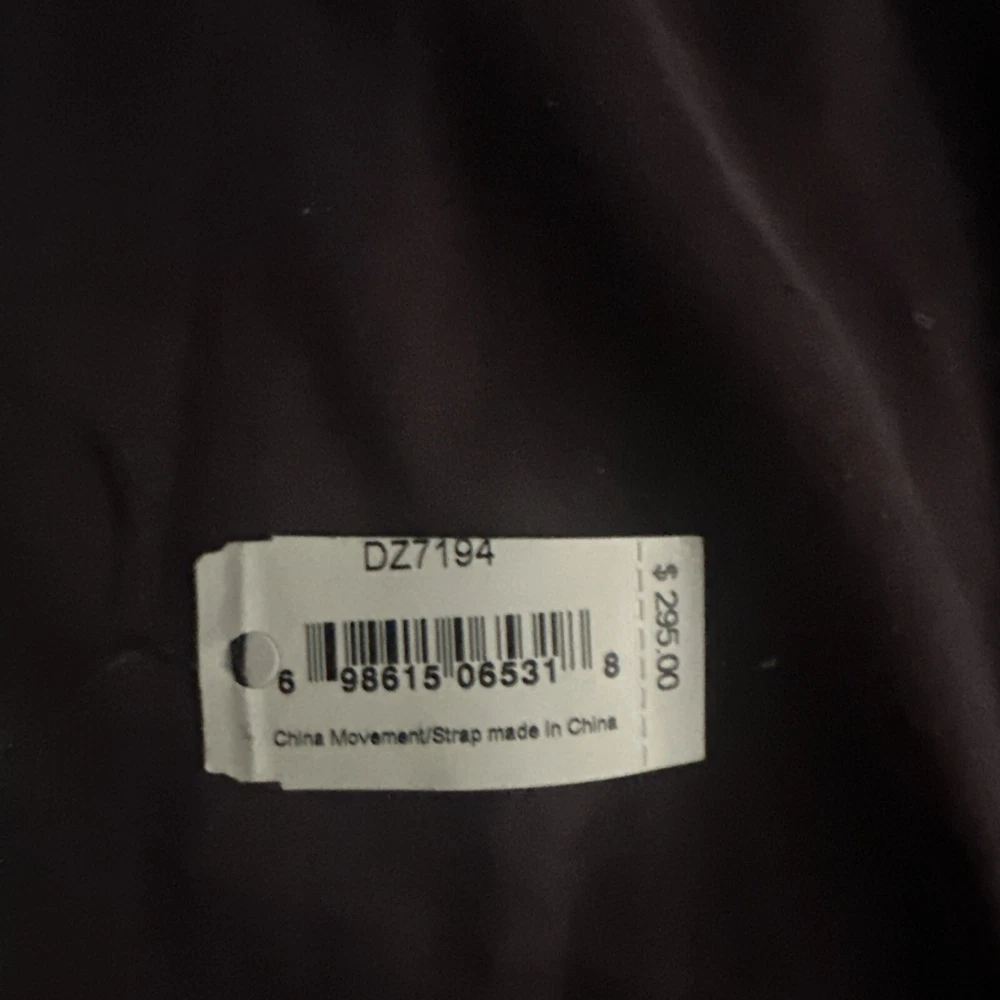 DZ7194
6 98615 06531 8
China Movement/Strap made in China
$ 295.00